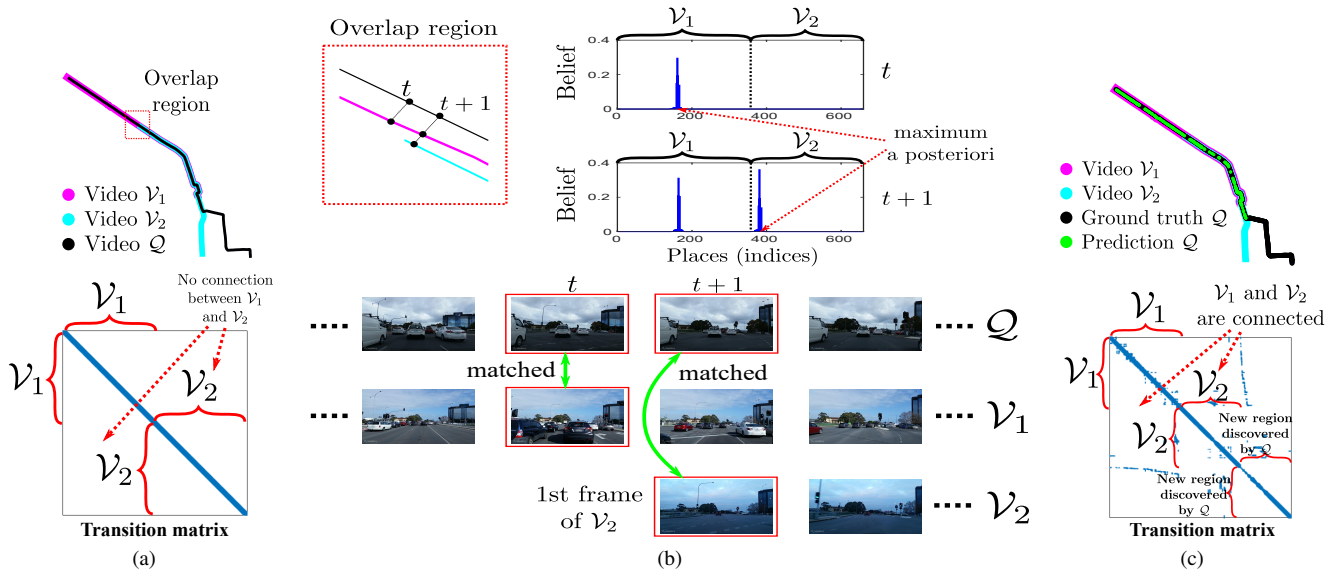 Overlap
region
Video 𝒱₁
Video 𝒱₂
Video 𝒬
No connection
between 𝒱₁
and 𝒱₂
𝒱₁
𝒱₁
𝒱₂
𝒱₂
Transition matrix
(a)
Overlap region
t
t + 1
𝒱₁
𝒱₂
0.4
0.2
0
Belief
0
200
400
600
t
maximum
a posteriori
𝒱₁
𝒱₂
0.4
0.2
0
Belief
0
200
400
600
t + 1
Places (indices)
t
t + 1
𝒬
matched
matched
𝒱₁
1st frame
of 𝒱₂
𝒱₂
(b)
Video 𝒱₁
Video 𝒱₂
Ground truth 𝒬
Prediction 𝒬
𝒱₁ and 𝒱₂
are connected
𝒱₁
𝒱₁
𝒱₂
𝒱₂
New region
discovered
by 𝒬
New region
discovered
by 𝒬
Transition matrix
(c)